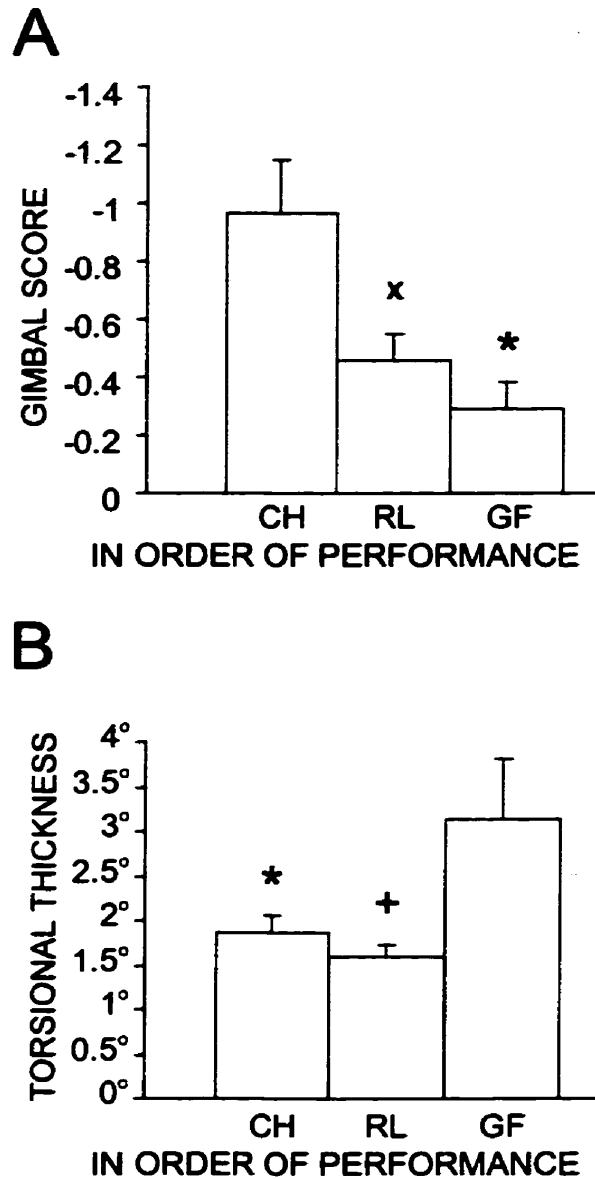 A
GIMBAL SCORE
-1.4
-1.2
-1
-0.8
-0.6
-0.4
-0.2
0
x
*
CH RL GF
IN ORDER OF PERFORMANCE
B
TORSIONAL THICKNESS
4°
3.5°
3°
2.5°
2°
1.5°
1°
0.5°
0°
*
+
CH RL GF
IN ORDER OF PERFORMANCE